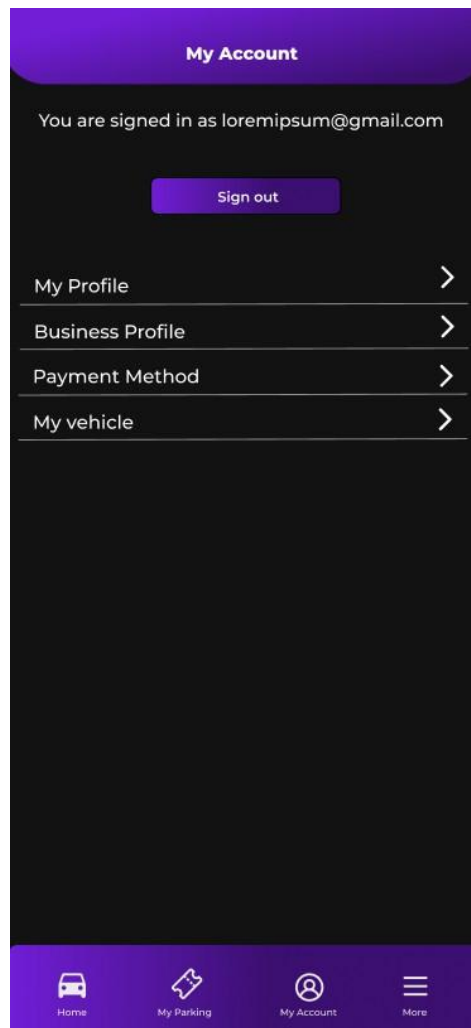 My Account
You are signed in as loremipsum@gmail.com
Sign out
My Profile
Business Profile
Payment Method
My vehicle
Home
My Parking
My Account
More